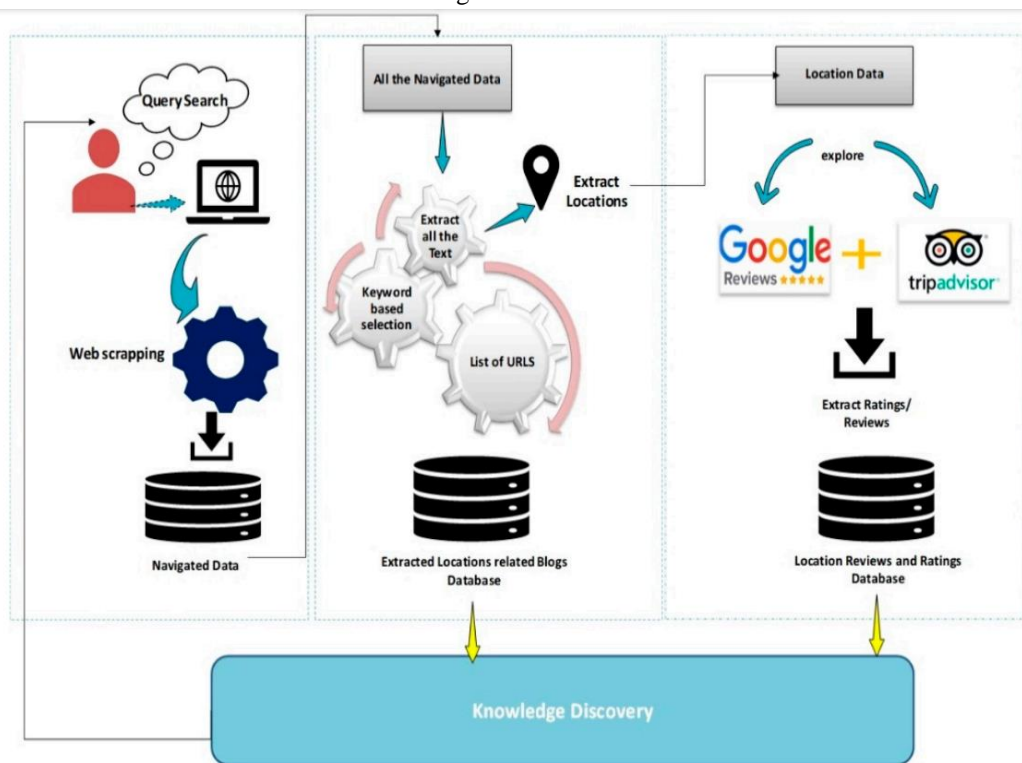 Query Search
Web scrapping
Navigated Data
All the Navigated Data
Extract
all the
Text
Keyword
based
selection
List of URLS
Extract
Locations
Extracted Locations related Blogs
Database
Location Data
explore
Google
Reviews
+
tripadvisor®
Extract Ratings/
Reviews
Location Reviews and Ratings
Database
Knowledge Discovery